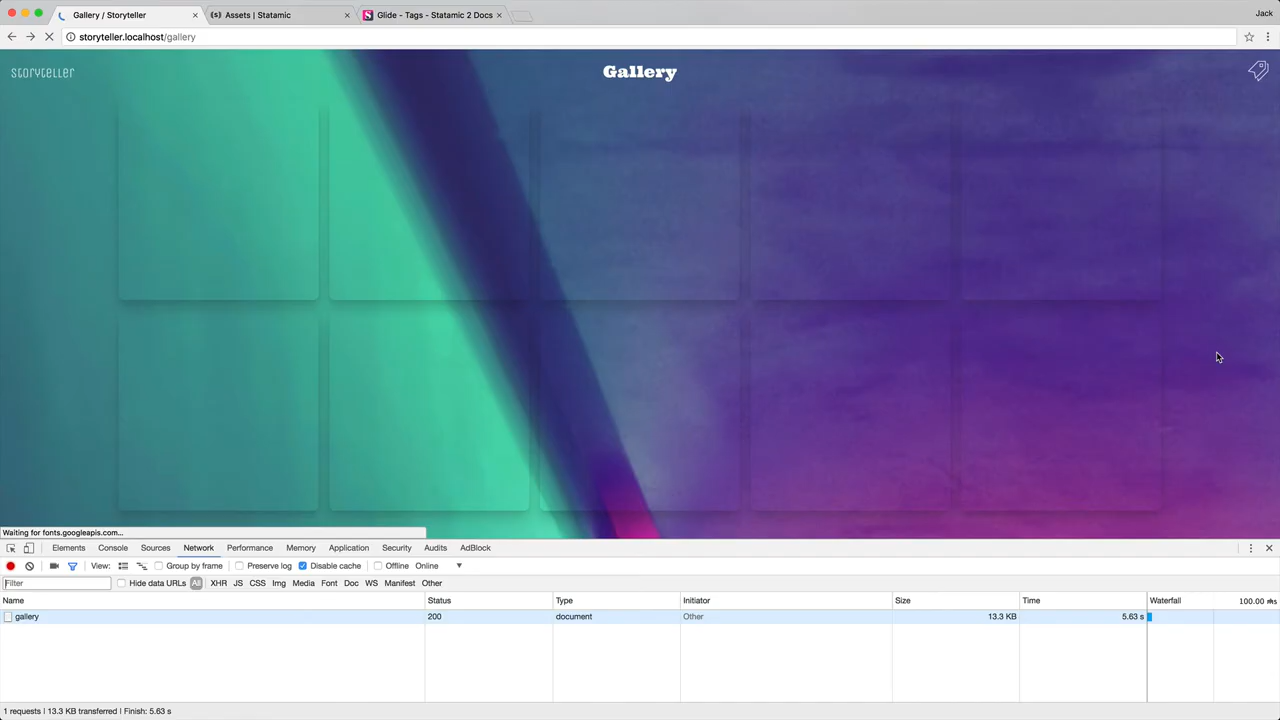 Gallery / Storyteller × {s} Assets | Statamic × S Glide - Tags - Statamic 2 Docs × Jack
storyteller.localhost/gallery
storyteller Gallery
Waiting for fonts.googleapis.com...
Elements Console Sources Network Performance Memory Application Security Audits AdBlock
View: Group by frame Preserve log Disable cache Offline Online
Filter Hide data URLs All XHR JS CSS Img Media Font Doc WS Manifest Other
Name Status Type Initiator Size Time Waterfall 100.00 ms
gallery 200 document Other 13.3 KB 5.63 s
1 requests | 13.3 KB transferred | Finish: 5.63 s